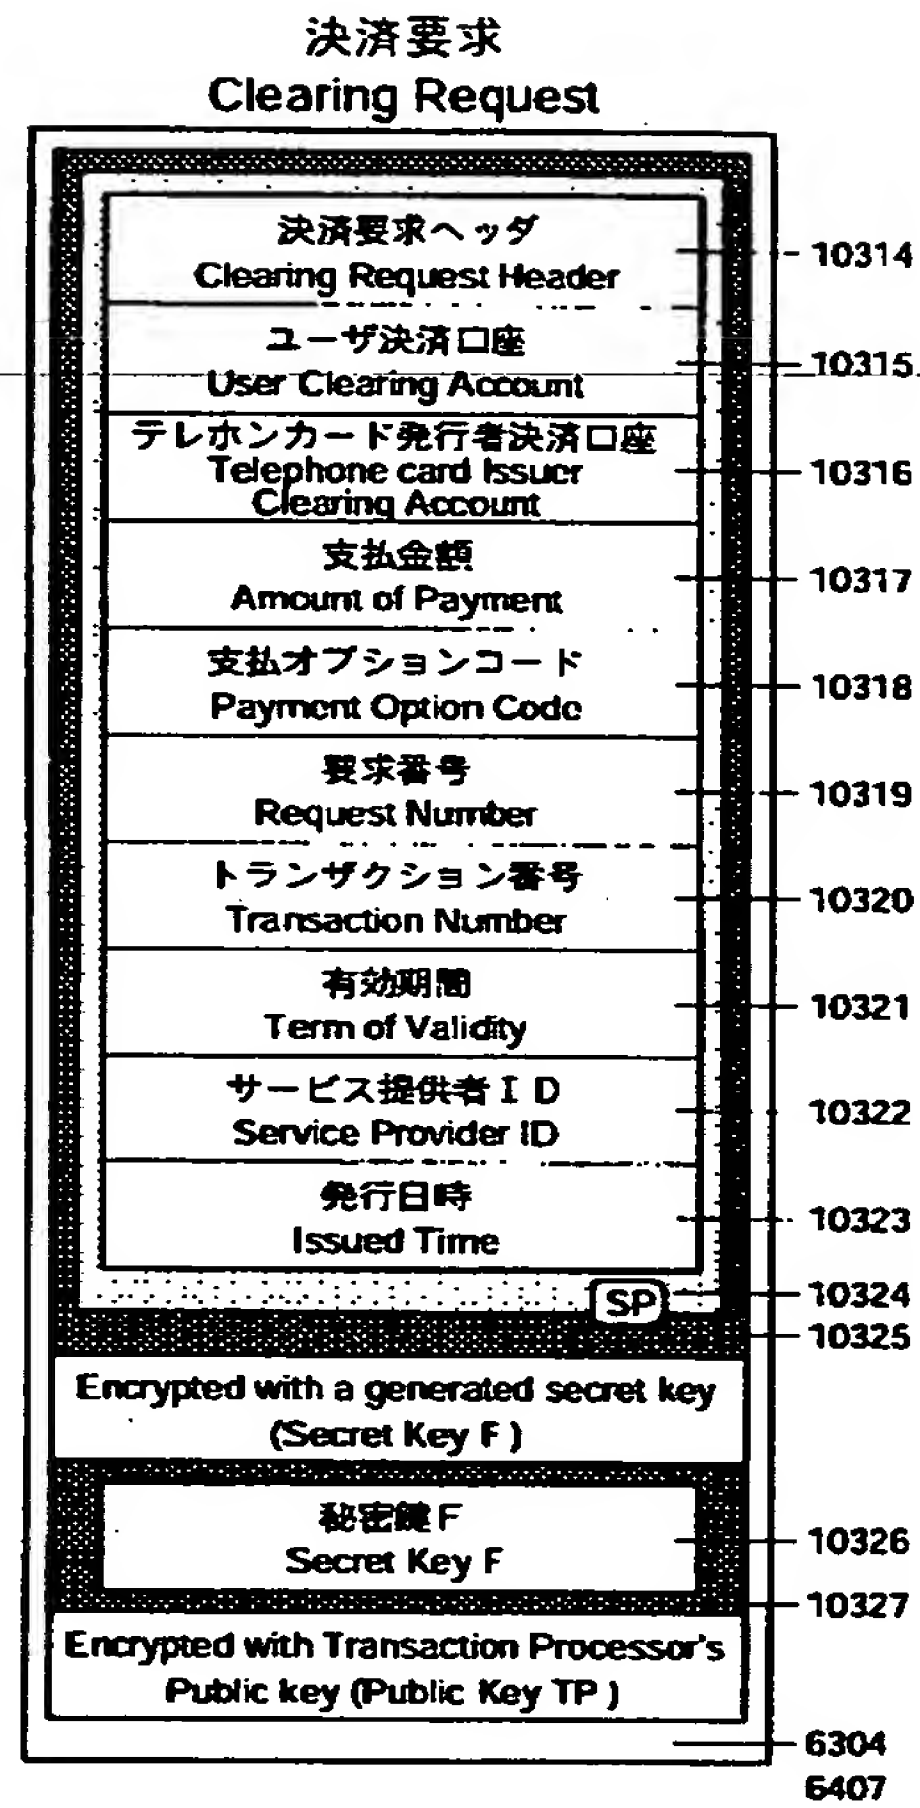 決済要求
Clearing Request
決済要求ヘッダ
Clearing Request Header
10314
ユーザ決済口座
User Clearing Account
10315
テレホンカード発行者決済口座
Telephone card Issuer
Clearing Account
10316
支払金額
Amount of Payment
10317
支払オプションコード
Payment Option Code
10318
要求番号
Request Number
10319
トランザクション番号
Transaction Number
10320
有効期間
Term of Validity
10321
サービス提供者ID
Service Provider ID
10322
発行日時
Issued Time
10323
SP
10324
10325
Encrypted with a generated secret key
(Secret Key F )
秘密鍵F
Secret Key F
10326
10327
Encrypted with Transaction Processor's
Public key (Public Key TP )
6304
6407